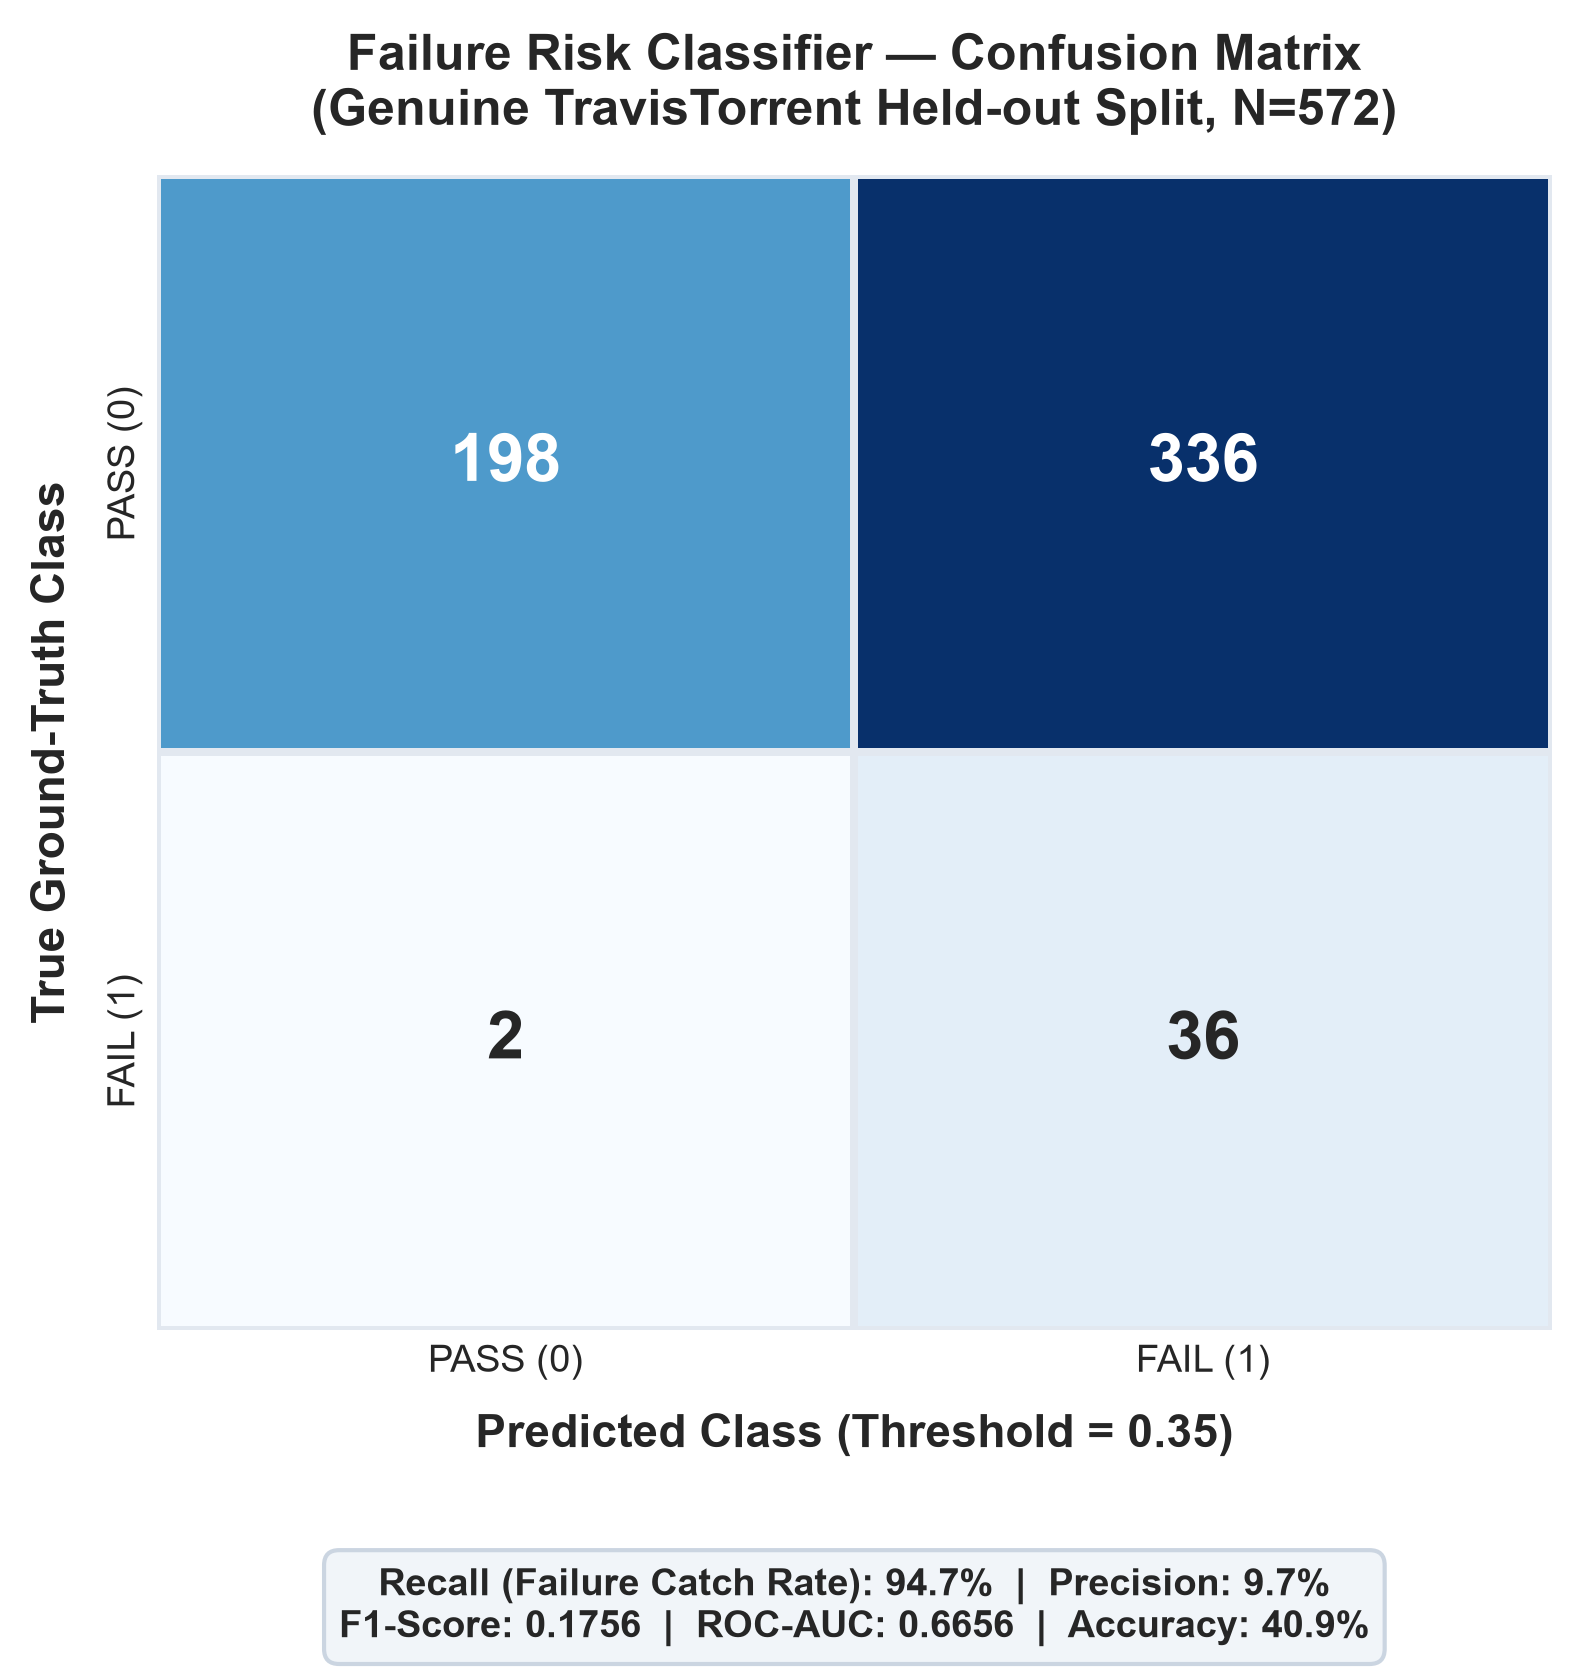 Failure Risk Classifier — Confusion Matrix
(Genuine TravisTorrent Held-out Split, N=572)
True Ground-Truth Class
PASS (0)
198
336
FAIL (1)
2
36
PASS (0)
FAIL (1)
Predicted Class (Threshold = 0.35)
Recall (Failure Catch Rate): 94.7% | Precision: 9.7%
F1-Score: 0.1756 | ROC-AUC: 0.6656 | Accuracy: 40.9%